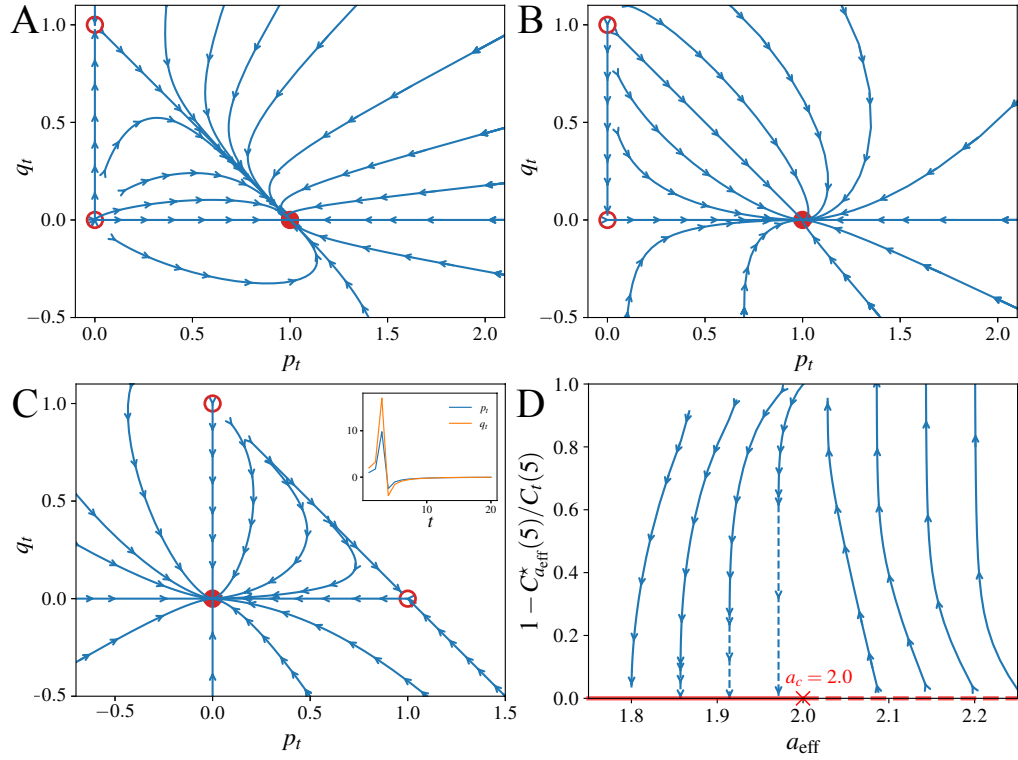 A
1.0
0.5
0.0
−0.5
q_t
0.0 0.5 1.0 1.5 2.0
p_t
B
1.0
0.5
0.0
−0.5
q_t
0.0 0.5 1.0 1.5 2.0
p_t
C
1.0
0.5
0.0
-0.5
q_t
−0.5 0.0 0.5 1.0 1.5
p_t
10
0
10 20
t
p_t
q_t
D
1.0
0.8
0.6
0.4
0.2
0.0
1 − C^⋆_{a_eff}(5)/C_t(5)
a_c = 2.0
1.8 1.9 2.0 2.1 2.2
a_eff